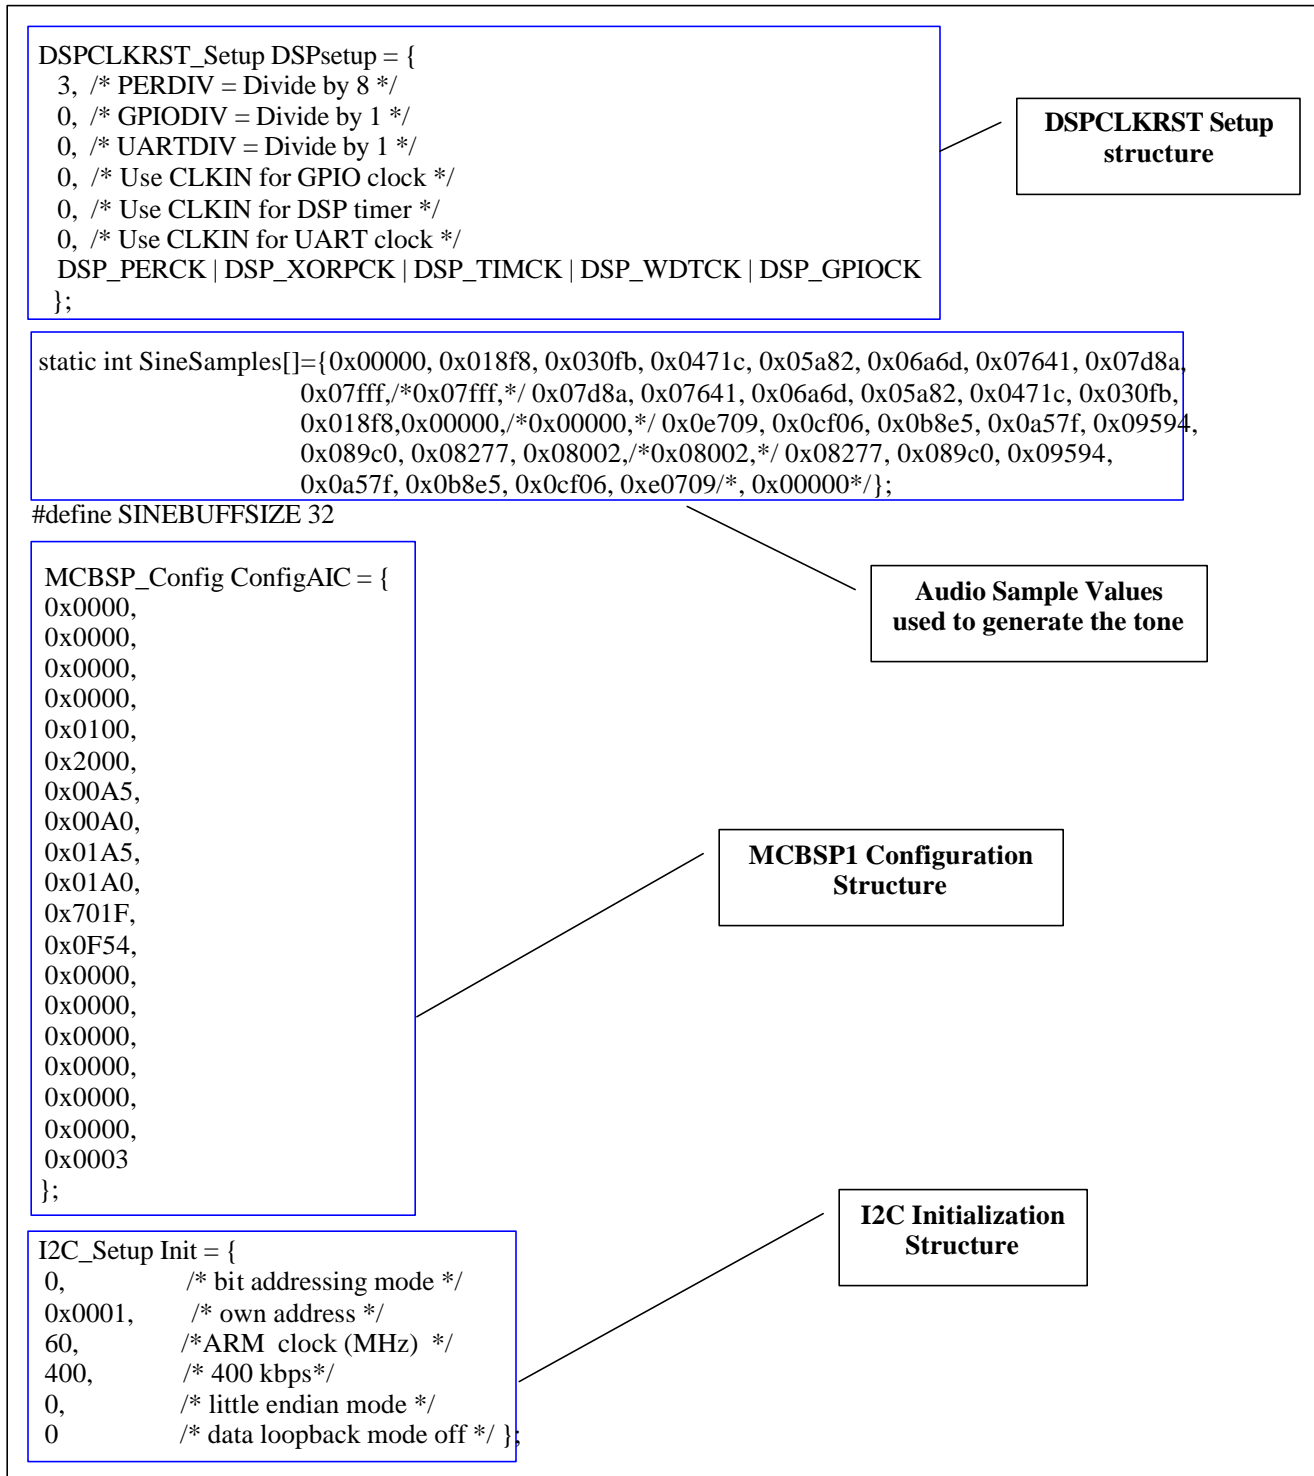 DSPCLKRST_Setup DSPsetup = {
3, /* PERDIV = Divide by 8 */
0, /* GPIODIV = Divide by 1 */
0, /* UARTDIV = Divide by 1 */
0, /* Use CLKIN for GPIO clock */
0, /* Use CLKIN for DSP timer */
0, /* Use CLKIN for UART clock */
DSP_PERCK | DSP_XORPCK | DSP_TIMCK | DSP_WDTCK | DSP_GPIOCK
};
DSPCLKRST Setup
structure
static int SineSamples[]={0x00000, 0x018f8, 0x030fb, 0x0471c, 0x05a82, 0x06a6d, 0x07641, 0x07d8a,
0x07fff,/*0x07fff,*/ 0x07d8a, 0x07641, 0x06a6d, 0x05a82, 0x0471c, 0x030fb,
0x018f8,0x00000,/*0x00000,*/ 0x0e709, 0x0cf06, 0x0b8e5, 0x0a57f, 0x09594,
0x089c0, 0x08277, 0x08002,/*0x08002,*/ 0x08277, 0x089c0, 0x09594,
0x0a57f, 0x0b8e5, 0x0cf06, 0xe0709/*, 0x00000*/};
#define SINEBUFFSIZE 32
Audio Sample Values
used to generate the tone
MCBSP_Config ConfigAIC = {
0x0000,
0x0000,
0x0000,
0x0000,
0x0100,
0x2000,
0x00A5,
0x00A0,
0x01A5,
0x01A0,
0x701F,
0x0F54,
0x0000,
0x0000,
0x0000,
0x0000,
0x0000,
0x0000,
0x0003
};
MCBSP1 Configuration
Structure
I2C_Setup Init = {
0, /* bit addressing mode */
0x0001, /* own address */
60, /*ARM clock (MHz) */
400, /* 400 kbps*/
0, /* little endian mode */
0 /* data loopback mode off */ };
I2C Initialization
Structure